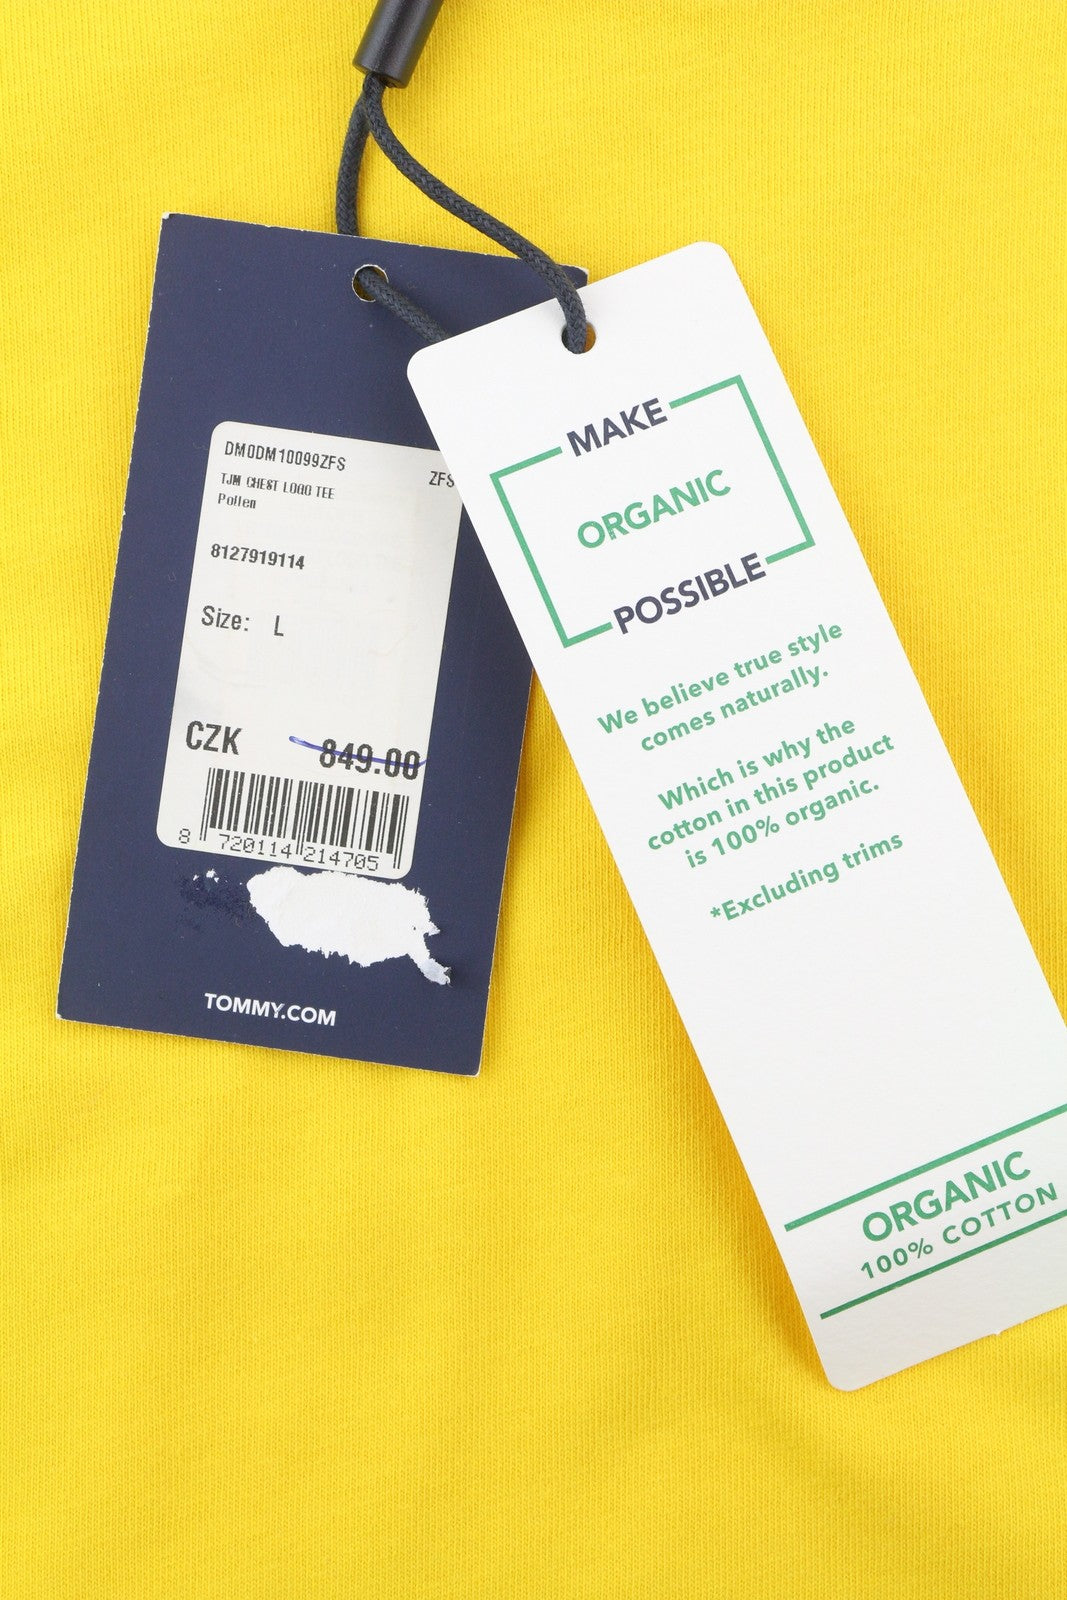 DM0DM10099ZFS
ZFS
TJM CHEST LOGO TEE
Pollen
8127919114
Size: L
CZK 849.00
8 720114 214705
TOMMY.COM
MAKE
ORGANIC
POSSIBLE
We believe true style
comes naturally.
Which is why the
cotton in this product
is 100% organic.
*Excluding trims
ORGANIC
100% COTTON